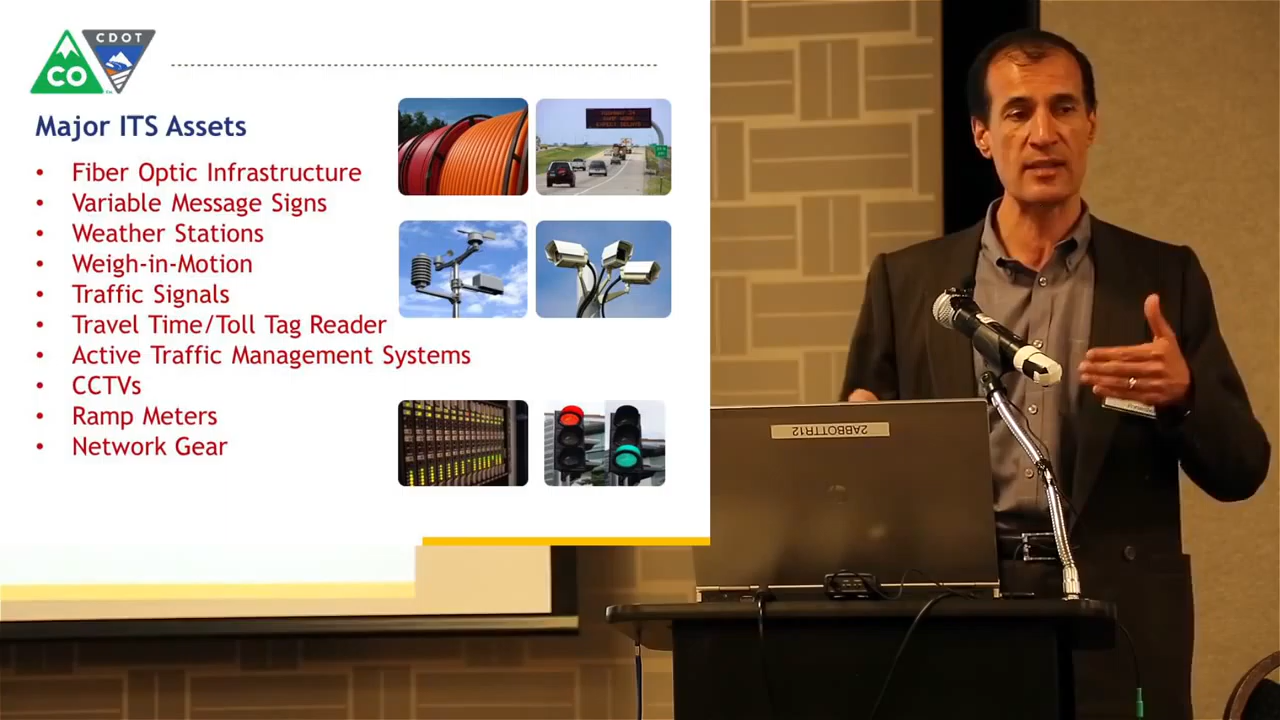 CDOT
CO
Major ITS Assets
• Fiber Optic Infrastructure
• Variable Message Signs
• Weather Stations
• Weigh-in-Motion
• Traffic Signals
• Travel Time/Toll Tag Reader
• Active Traffic Management Systems
• CCTVs
• Ramp Meters
• Network Gear
2ABBOTTR12